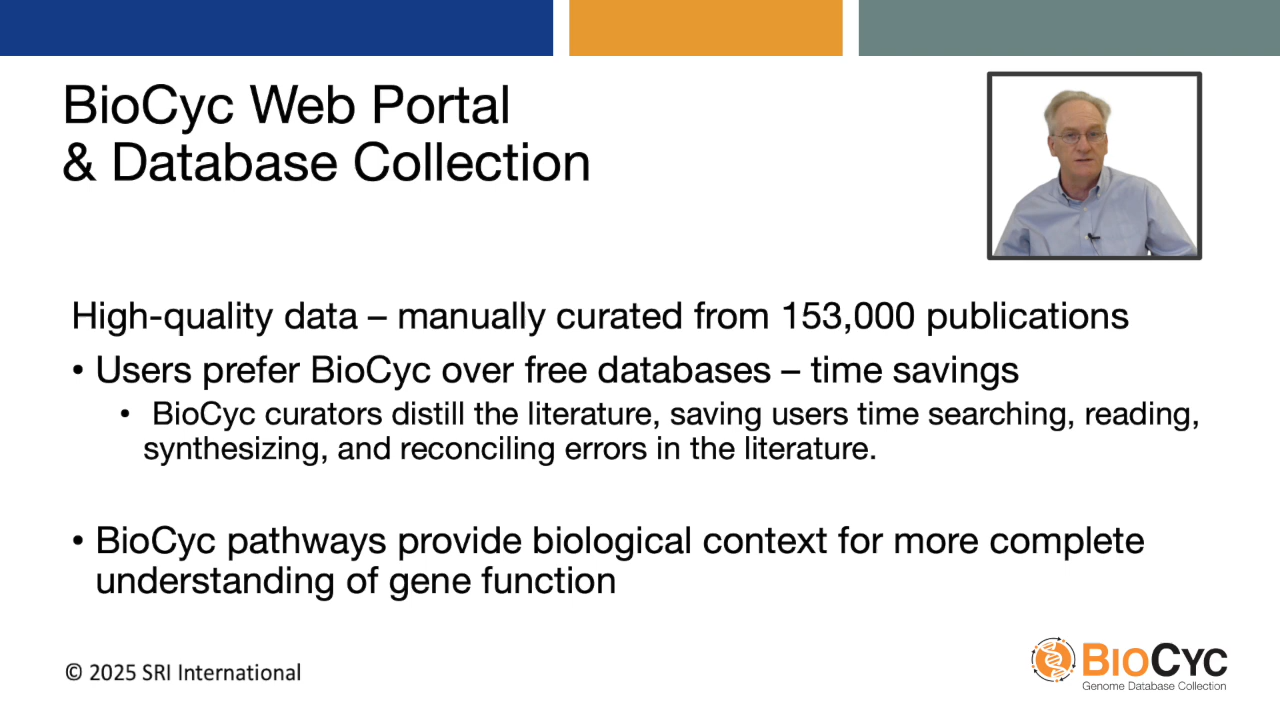 BioCyc Web Portal
& Database Collection
High-quality data – manually curated from 153,000 publications
• Users prefer BioCyc over free databases – time savings
• BioCyc curators distill the literature, saving users time searching, reading,
synthesizing, and reconciling errors in the literature.
• BioCyc pathways provide biological context for more complete
understanding of gene function
© 2025 SRI International
BIOCYC
Genome Database Collection